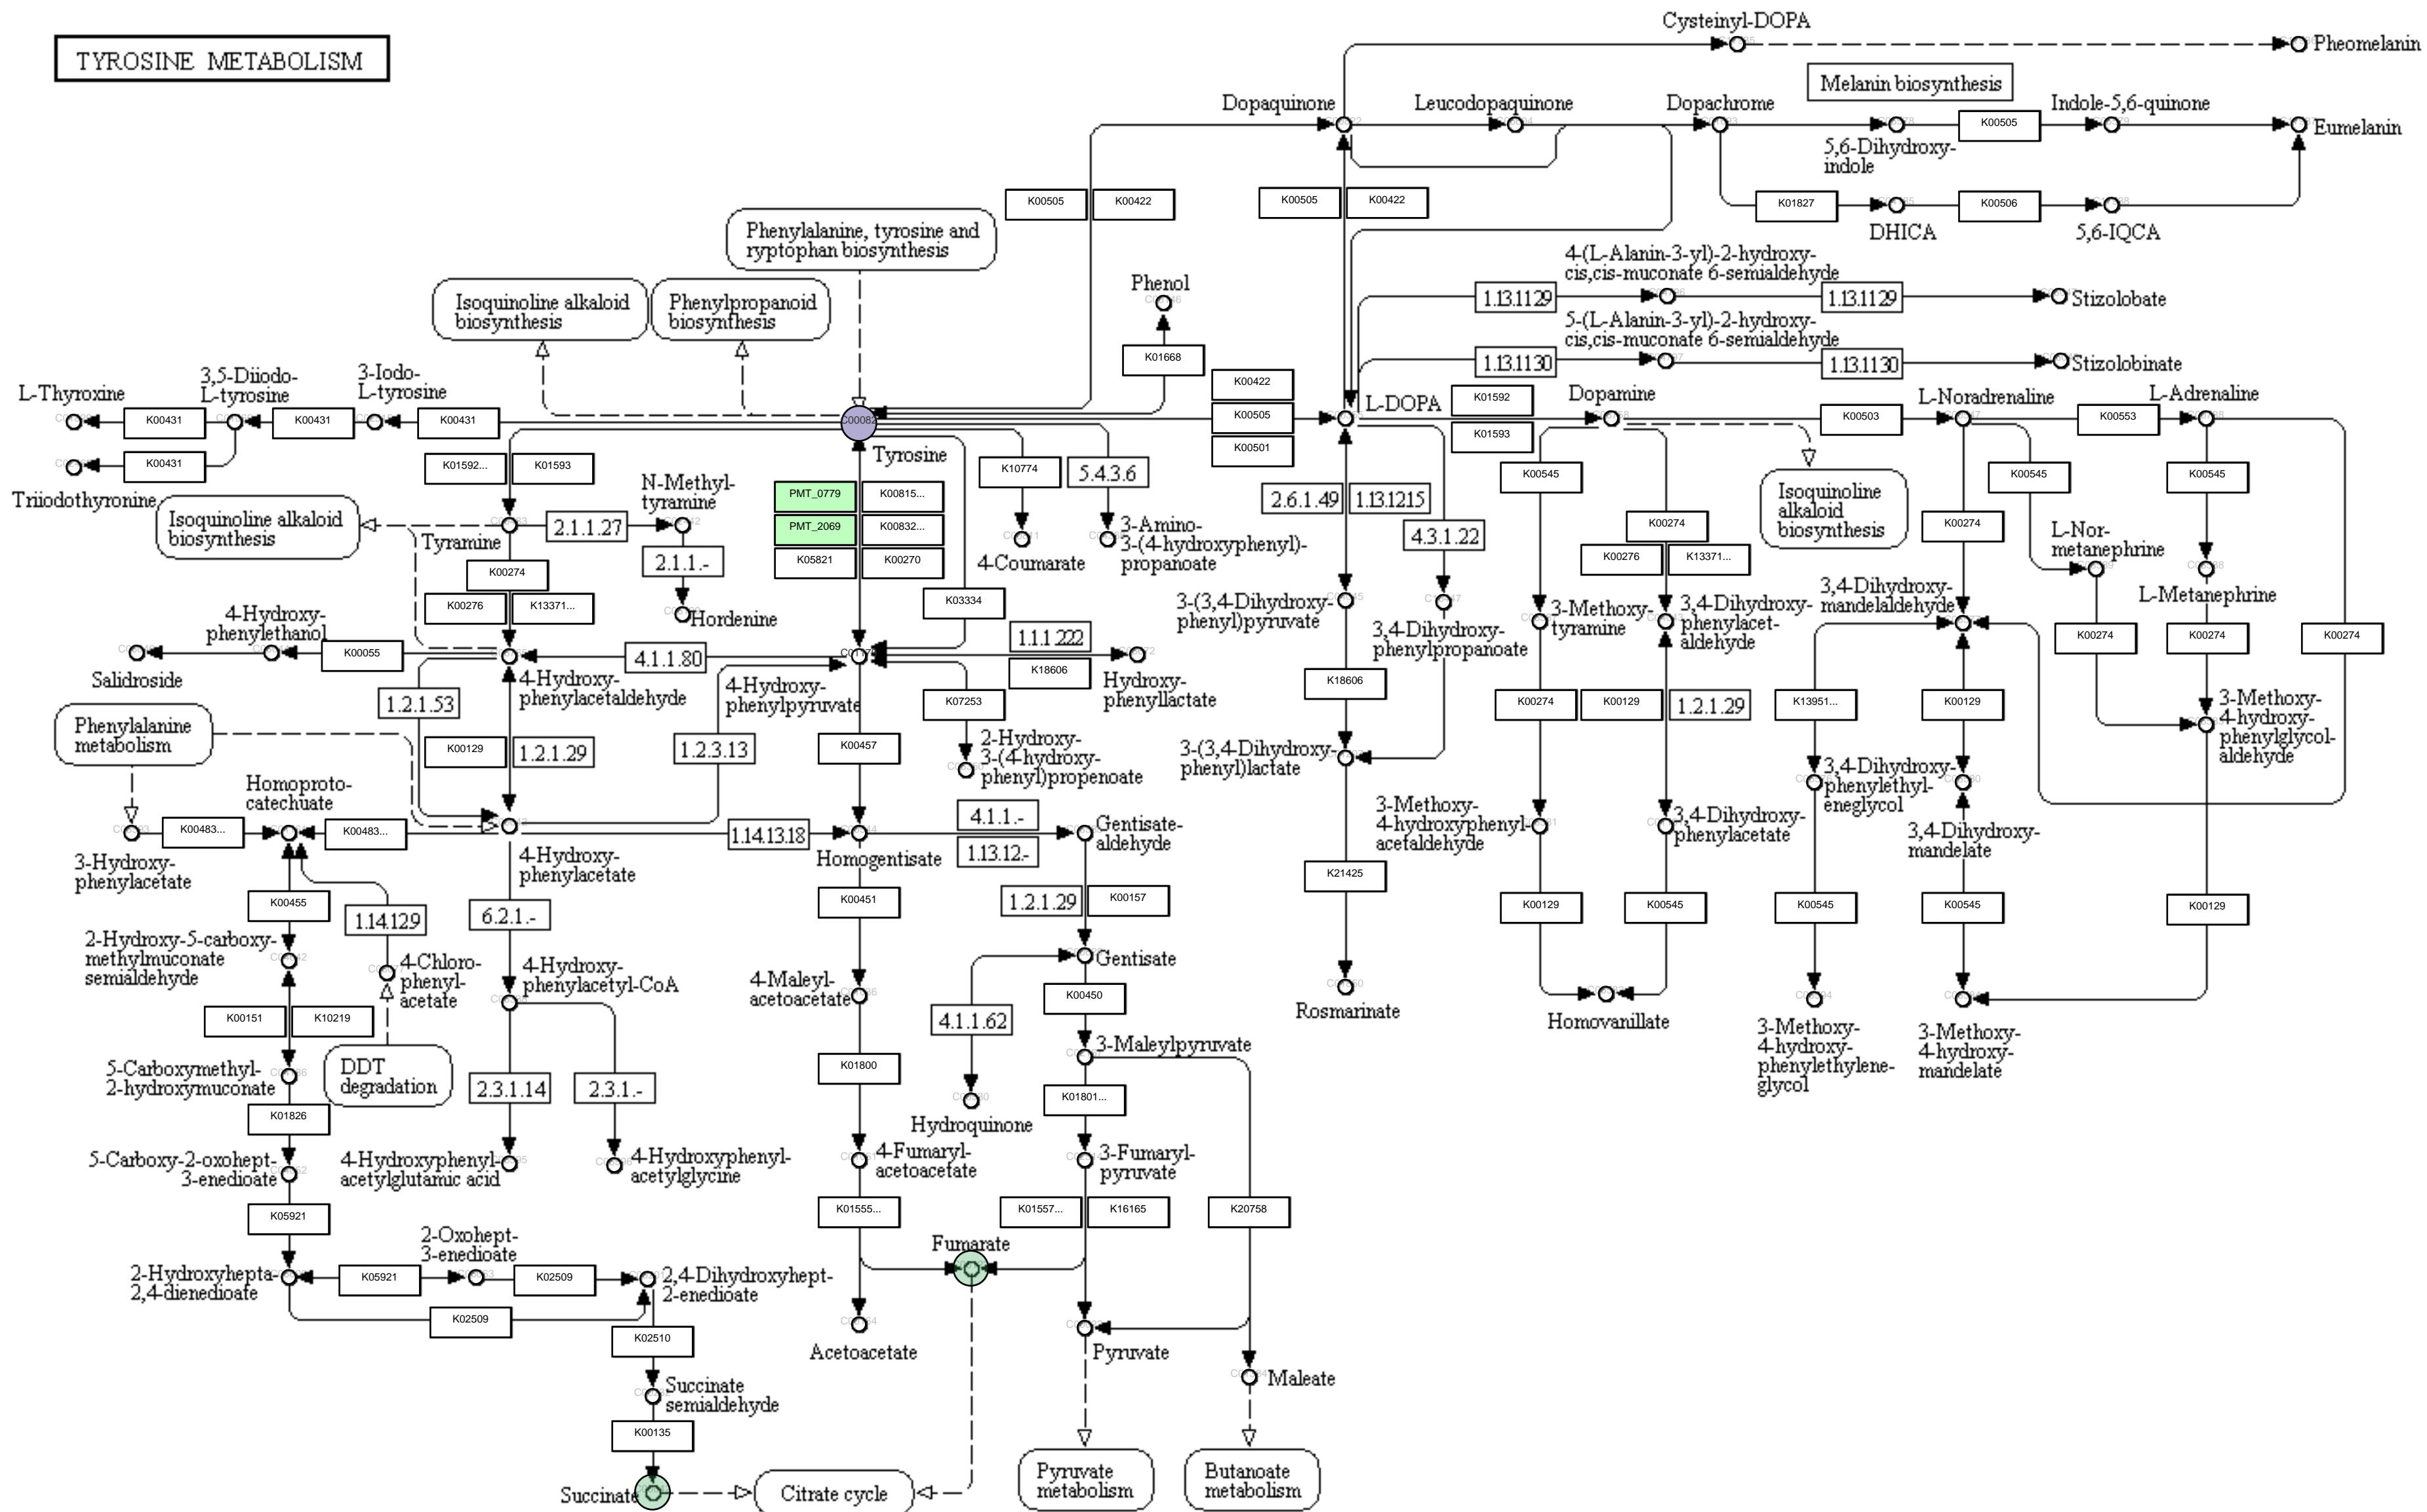 TYROSINE METABOLISM
Cysteinyl-DOPA
Pheomelanin
Melanin biosynthesis
Dopaquinone
Leucodopaquinone
Dopachrome
Indole-5,6-quinone
K00505
Eumelanin
5,6-Dihydroxy-
indole
K00505
K00422
K00505
K00422
K01827
K00506
DHICA
5,6-IQCA
Phenylalanine, tyrosine and
ryptophan biosynthesis
4-(L-Alanin-3-yl)-2-hydroxy-
cis,cis-muconate 6-semialdehyde
Isoquinoline alkaloid
biosynthesis
Phenylpropanoid
biosynthesis
Phenol
1.13.1129
1.13.1129
Stizolobate
5-(L-Alanin-3-yl)-2-hydroxy-
cis,cis-muconate 6-semialdehyde
K01668
1.13.1130
1.13.1130
Stizolobinate
L-Thyroxine
3,5-Diiodo-
L-tyrosine
3-Iodo-
L-tyrosine
K00422
K00505
K00501
L-DOPA
K01592
K01593
Dopamine
K00503
L-Noradrenaline
K00553
L-Adrenaline
K00431
K00431
K00431
C00082
Tyrosine
K00431
Triiodothyronine
K01592...
K01593
N-Methyl-
tyramine
Isoquinoline alkaloid
biosynthesis
Tyramine
2.1.1.27
2.1.1.-
Hordenine
PMT_0779
K00815...
PMT_2069
K00832...
K05821
K00270
K10774
5.4.3.6
4-Coumarate
3-Amino-
3-(4-hydroxyphenyl)-
propanoate
2.6.1.49
1.13.1215
4.3.1.22
K00545
K00274
K00276
K13371...
Isoquinoline
alkaloid
biosynthesis
K00545
K00545
K00274
L-Nor-
metanephrine
L-Metanephrine
K00274
K00276
K13371...
K03334
3-(3,4-Dihydroxy-
phenyl)pyruvate
3,4-Dihydroxy-
phenylpropanoate
3-Methoxy-
tyramine
3,4-Dihydroxy-
phenylacet-
aldehyde
3,4-Dihydroxy-
mandelaldehyde
K00274
K00274
K00274
4-Hydroxy-
phenylethanol
K00055
Salidroside
4.1.1.80
1.1.1.222
K18606
4-Hydroxy-
phenylacetaldehyde
4-Hydroxy-
phenylpyruvate
Hydroxy-
phenyllactate
K07253
K18606
K00274
K00129
1.2.1.29
K13951...
K00129
3-Methoxy-
4-hydroxy-
phenylglycol-
aldehyde
Phenylalanine
metabolism
1.2.1.53
K00129
1.2.1.29
1.2.3.13
K00457
2-Hydroxy-
3-(4-hydroxy-
phenyl)propenoate
3-(3,4-Dihydroxy-
phenyl)lactate
3,4-Dihydroxy-
phenylethyl-
eneglycol
Homoproto-
catechuate
K00483...
K00483...
3-Hydroxy-
phenylacetate
4-Hydroxy-
phenylacetate
1.14.13.18
Homogentisate
4.1.1.-
1.13.12.-
Gentisate-
aldehyde
3-Methoxy-
4-hydroxyphenyl-
acetaldehyde
3,4-Dihydroxy-
phenylacetate
3,4-Dihydroxy-
mandelate
K00455
1.14.129
6.2.1.-
K00451
1.2.1.29
K00157
K21425
K00129
K00545
K00545
K00545
K00129
2-Hydroxy-5-carboxy-
methylmuconate
semialdehyde
4-Chloro-
phenyl-
acetate
4-Hydroxy-
phenylacetyl-CoA
4-Maleyl-
acetoacetate
Gentisate
K00450
4.1.1.62
Rosmarinate
Homovanillate
3-Methoxy-
4-hydroxy-
phenylethylene-
glycol
3-Methoxy-
4-hydroxy-
mandelate
K00151
K10219
DDT
degradation
3-Maleylpyruvate
5-Carboxymethyl-
2-hydroxymuconate
2.3.1.14
2.3.1.-
K01800
K01801...
Hydroquinone
K01826
5-Carboxy-2-oxohept-
3-enedioate
4-Hydroxyphenyl-
acetylglutamic acid
4-Hydroxyphenyl-
acetylglycine
4-Fumaryl-
acetoacetate
3-Fumaryl-
pyruvate
K05921
K01555...
K01557...
K16165
K20758
2-Oxohept-
3-enedioate
Fumarate
2-Hydroxyhepta-
2,4-dienedioate
K05921
K02509
2,4-Dihydroxyhept-
2-enedioate
K02509
K02510
Acetoacetate
Pyruvate
Maleate
Succinate
semialdehyde
K00135
Succinate
Citrate cycle
Pyruvate
metabolism
Butanoate
metabolism